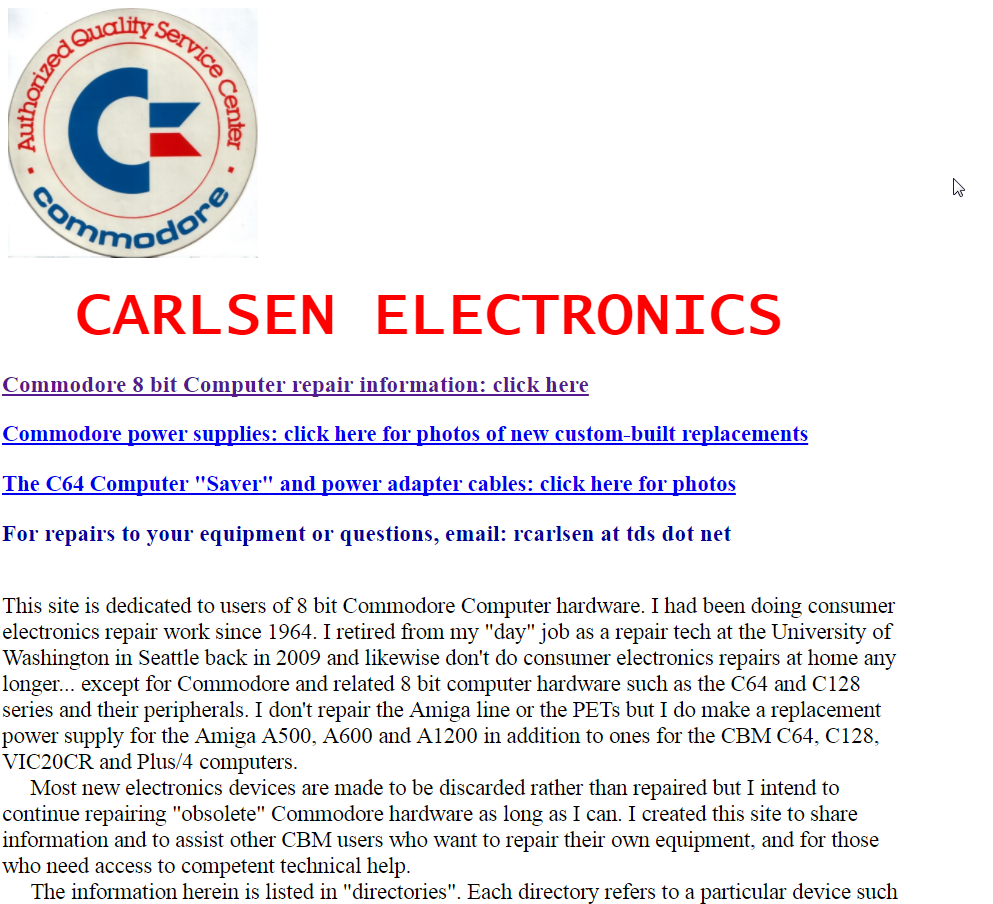 Authorized Quality Service Center
commodore
CARLSEN ELECTRONICS
Commodore 8 bit Computer repair information: click here
Commodore power supplies: click here for photos of new custom-built replacements
The C64 Computer "Saver" and power adapter cables: click here for photos
For repairs to your equipment or questions, email: rcarlsen at tds dot net
This site is dedicated to users of 8 bit Commodore Computer hardware. I had been doing consumer
electronics repair work since 1964. I retired from my "day" job as a repair tech at the University of
Washington in Seattle back in 2009 and likewise don't do consumer electronics repairs at home any
longer... except for Commodore and related 8 bit computer hardware such as the C64 and C128
series and their peripherals. I don't repair the Amiga line or the PETs but I do make a replacement
power supply for the Amiga A500, A600 and A1200 in addition to ones for the CBM C64, C128,
VIC20CR and Plus/4 computers.
Most new electronics devices are made to be discarded rather than repaired but I intend to
continue repairing "obsolete" Commodore hardware as long as I can. I created this site to share
information and to assist other CBM users who want to repair their own equipment, and for those
who need access to competent technical help.
The information herein is listed in "directories". Each directory refers to a particular device such